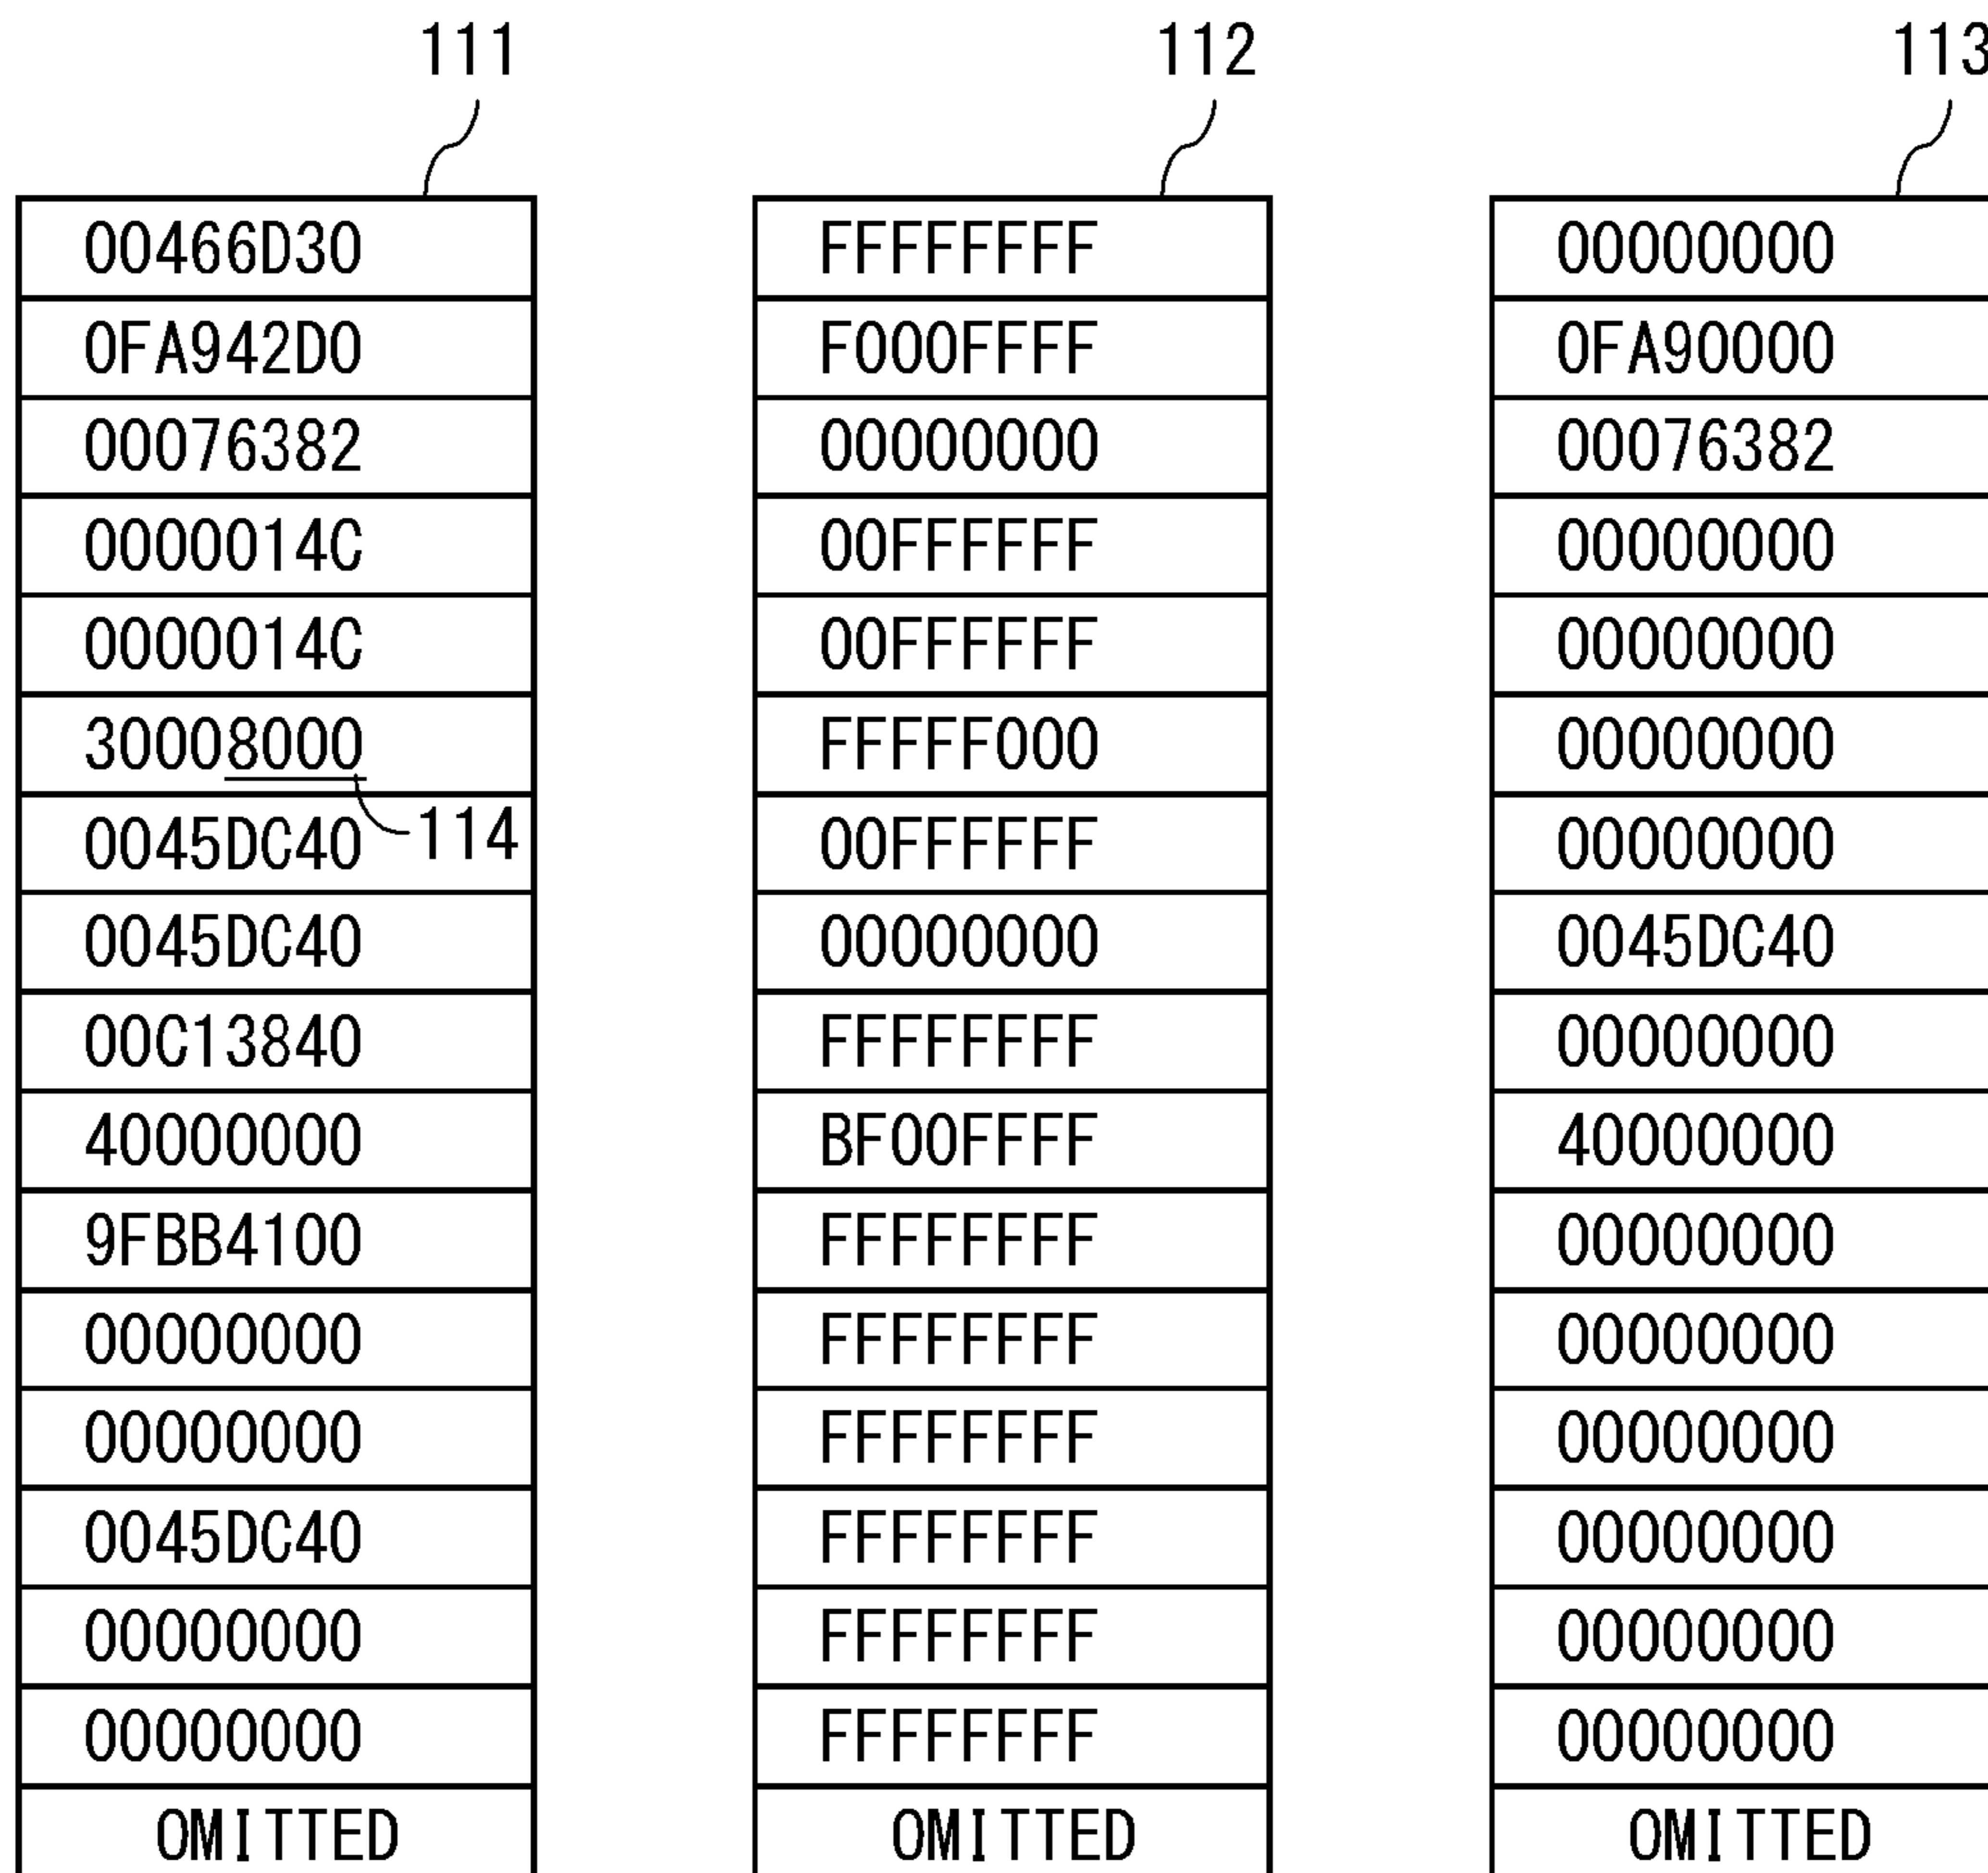 111 112 113
00466D30 FFFFFFFF 00000000
0FA942D0 F000FFFF 0FA90000
00076382 00000000 00076382
0000014C 00FFFFFF 00000000
0000014C 00FFFFFF 00000000
30008000 FFFFF000 00000000
0045DC40 114 00FFFFFF 00000000
0045DC40 00000000 0045DC40
00C13840 FFFFFFFF 00000000
40000000 BF00FFFF 40000000
9FBB4100 FFFFFFFF 00000000
00000000 FFFFFFFF 00000000
00000000 FFFFFFFF 00000000
0045DC40 FFFFFFFF 00000000
00000000 FFFFFFFF 00000000
00000000 FFFFFFFF 00000000
OMITTED OMITTED OMITTED